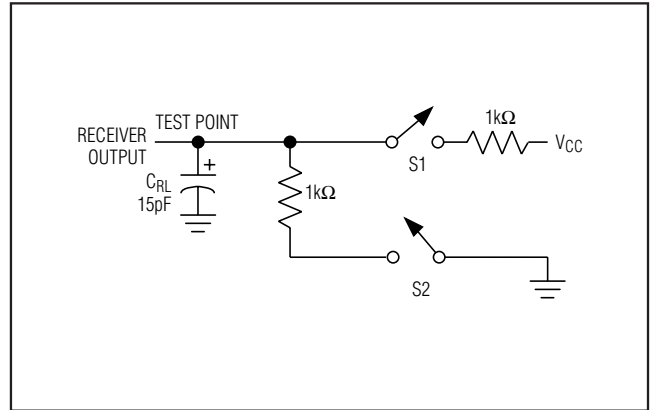 TEST POINT
RECEIVER
OUTPUT
+
CRL
15pF
1kΩ
S1
1kΩ
VCC
S2